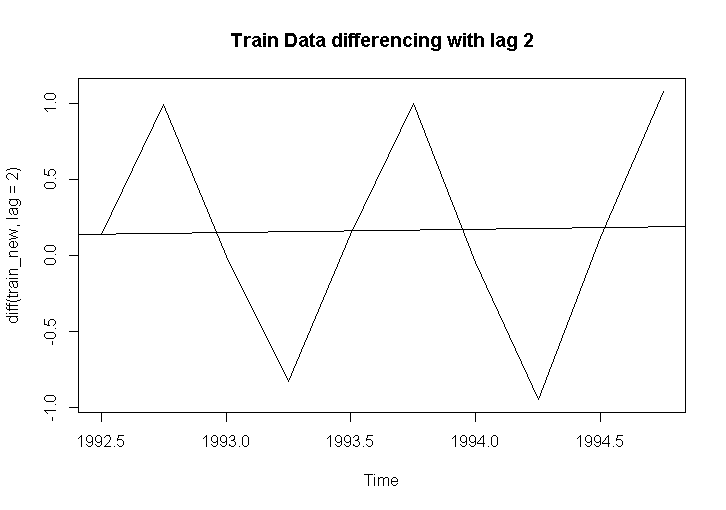 Train Data differencing with lag 2
diff(train_new, lag = 2)
1.0
0.5
0.0
-0.5
-1.0
1992.5 1993.0 1993.5 1994.0 1994.5
Time